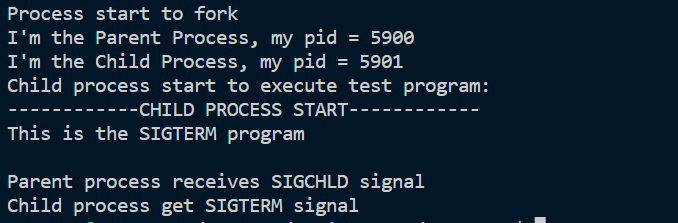 Process start to fork
I'm the Parent Process, my pid = 5900
I'm the Child Process, my pid = 5901
Child process start to execute test program:
------------CHILD PROCESS START------------
This is the SIGTERM program
Parent process receives SIGCHLD signal
Child process get SIGTERM signal